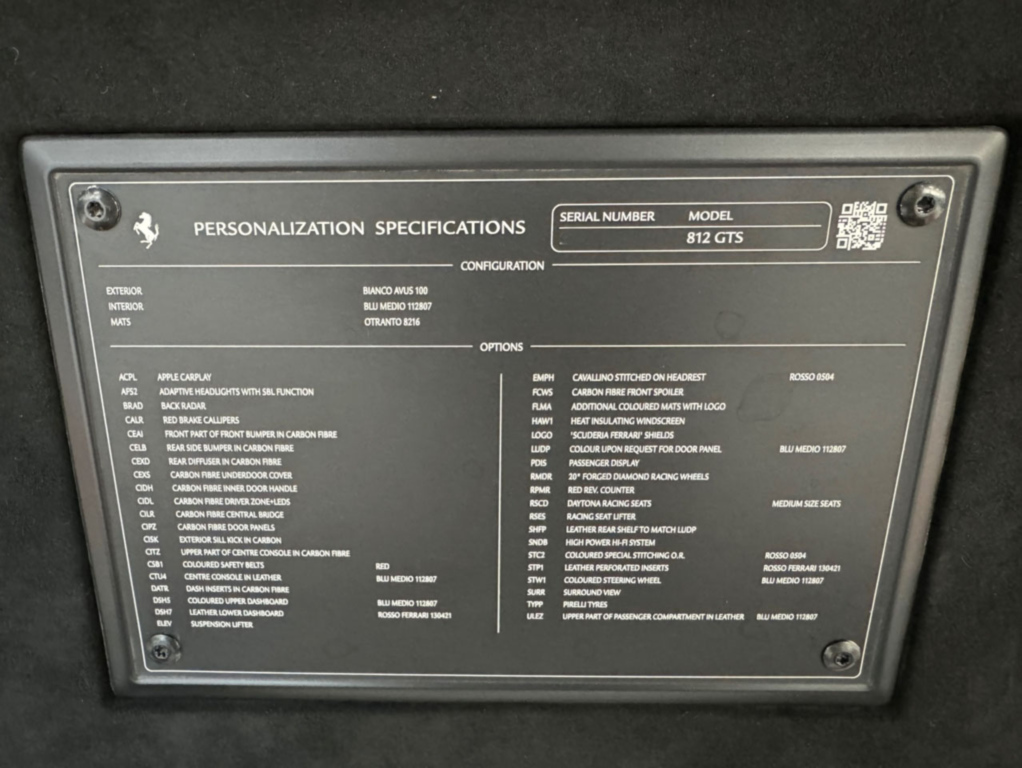 PERSONALIZATION SPECIFICATIONS
SERIAL NUMBER MODEL
812 GTS
CONFIGURATION
EXTERIOR BIANCO AVUS 100
INTERIOR BLU MEDIO 112807
MATS OTRANTO 8216
OPTIONS
ACPL APPLE CARPLAY
AFS2 ADAPTIVE HEADLIGHTS WITH SBL FUNCTION
BRAD BACK RADAR
CALR RED BRAKE CALLIPERS
CEA1 FRONT PART OF FRONT BUMPER IN CARBON FIBRE
CELB REAR SIDE BUMPER IN CARBON FIBRE
CEXD REAR DIFFUSER IN CARBON FIBRE
CEXS CARBON FIBRE UNDERDOOR COVER
CIDH CARBON FIBRE INNER DOOR HANDLE
CIDL CARBON FIBRE DRIVER ZONE+LEDS
CILR CARBON FIBRE CENTRAL BRIDGE
CIPZ CARBON FIBRE DOOR PANELS
CISK EXTERIOR SILL KICK IN CARBON
CITZ UPPER PART OF CENTRE CONSOLE IN CARBON FIBRE
CSB1 COLOURED SAFETY BELTS RED
CTU4 CENTRE CONSOLE IN LEATHER BLU MEDIO 112807
DATR DASH INSERTS IN CARBON FIBRE
DSH5 COLOURED UPPER DASHBOARD BLU MEDIO 112807
DSH7 LEATHER LOWER DASHBOARD ROSSO FERRARI 130421
ELEV SUSPENSION LIFTER
EMPH CAVALLINO STITCHED ON HEADREST ROSSO 0504
FCWS CARBON FIBRE FRONT SPOILER
FLMA ADDITIONAL COLOURED MATS WITH LOGO
HAW1 HEAT INSULATING WINDSCREEN
LOGO 'SCUDERIA FERRARI' SHIELDS
LUDP COLOUR UPON REQUEST FOR DOOR PANEL BLU MEDIO 112807
PDIS PASSENGER DISPLAY
RMDR 20" FORGED DIAMOND RACING WHEELS
RPMR RED REV. COUNTER
RSCD DAYTONA RACING SEATS MEDIUM SIZE SEATS
RSES RACING SEAT LIFTER
SHFP LEATHER REAR SHELF TO MATCH LUDP
SNDB HIGH POWER HI-FI SYSTEM
STC2 COLOURED SPECIAL STITCHING O.R. ROSSO 0504
STP1 LEATHER PERFORATED INSERTS ROSSO FERRARI 130421
STW1 COLOURED STEERING WHEEL BLU MEDIO 112807
SURR SURROUND VIEW
TYPP PIRELLI TYRES
ULEZ UPPER PART OF PASSENGER COMPARTMENT IN LEATHER BLU MEDIO 112807